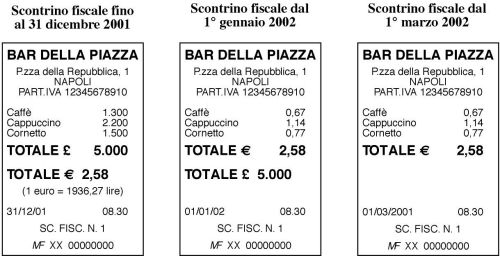 Scontrino fiscale fino
al 31 dicembre 2001
BAR DELLA PIAZZA
P.zza della Repubblica, 1
NAPOLI
PART.IVA 12345678910
Caffè 1.300
Cappuccino 2.200
Cornetto 1.500
TOTALE £ 5.000
TOTALE € 2,58
(1 euro = 1936,27 lire)
31/12/01 08.30
SC. FISC. N. 1
MF XX 00000000
Scontrino fiscale dal
1° gennaio 2002
BAR DELLA PIAZZA
P.zza della Repubblica, 1
NAPOLI
PART.IVA 12345678910
Caffè 0,67
Cappuccino 1,14
Cornetto 0,77
TOTALE € 2,58
TOTALE £ 5.000
01/01/02 08.30
SC. FISC. N. 1
MF XX 00000000
Scontrino fiscale dal
1° marzo 2002
BAR DELLA PIAZZA
P.zza della Repubblica, 1
NAPOLI
PART.IVA 12345678910
Caffè 0,67
Cappuccino 1,14
Cornetto 0,77
TOTALE € 2,58
01/03/2001 08.30
SC. FISC. N. 1
MF XX 00000000